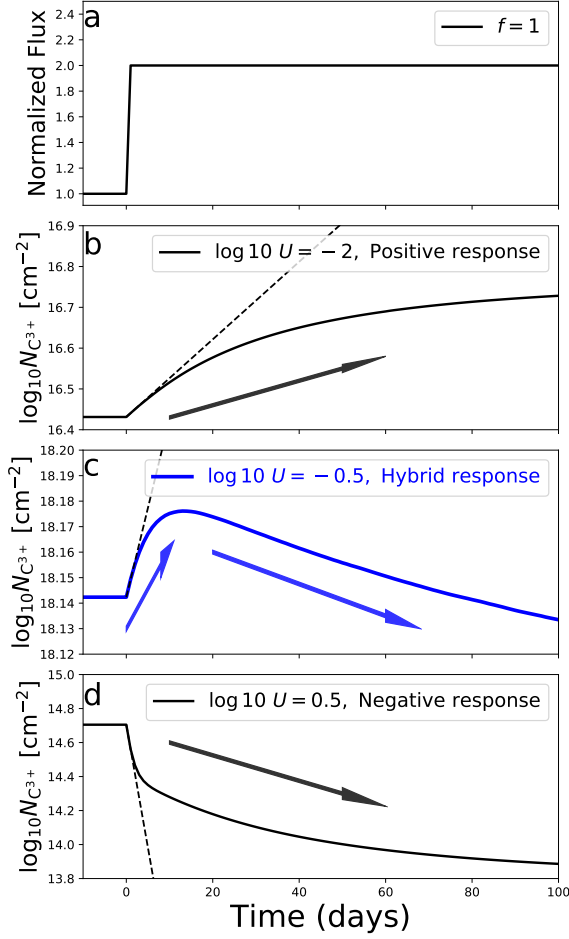 a
Normalized Flux
2.4
2.2
2.0
1.8
1.6
1.4
1.2
1.0
f = 1
b
log₁₀N_C³⁺ [cm⁻²]
16.9
16.8
16.7
16.6
16.5
16.4
log 10 U = −2, Positive response
c
log₁₀N_C³⁺ [cm⁻²]
18.20
18.19
18.18
18.17
18.16
18.15
18.14
18.13
18.12
log 10 U = −0.5, Hybrid response
d
log₁₀N_C³⁺ [cm⁻²]
15.0
14.8
14.6
14.4
14.2
14.0
13.8
log 10 U = 0.5, Negative response
0 20 40 60 80 100
Time (days)